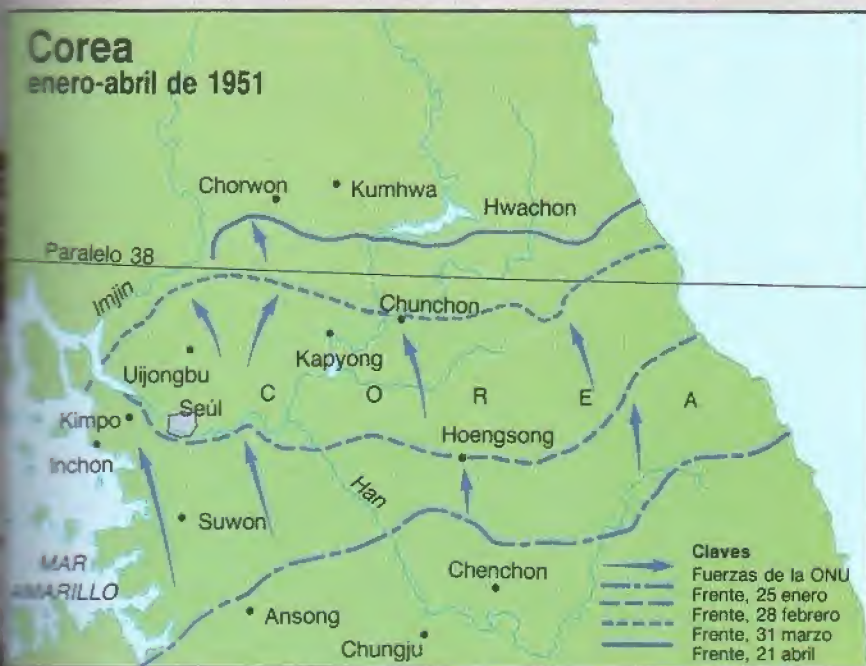 Corea
enero-abril de 1951
Chorwon
Kumhwa
Hwachon
Paralelo 38
Imjin
Chunchon
Kapyong
Uijongbu
C O R E A
Seúl
Kimpo
Hoengsong
Inchon
Han
Suwon
MAR
AMARILLO
Chenchon
Ansong
Chungju
Claves
Fuerzas de la ONU
Frente, 25 enero
Frente, 28 febrero
Frente, 31 marzo
Frente, 21 abril